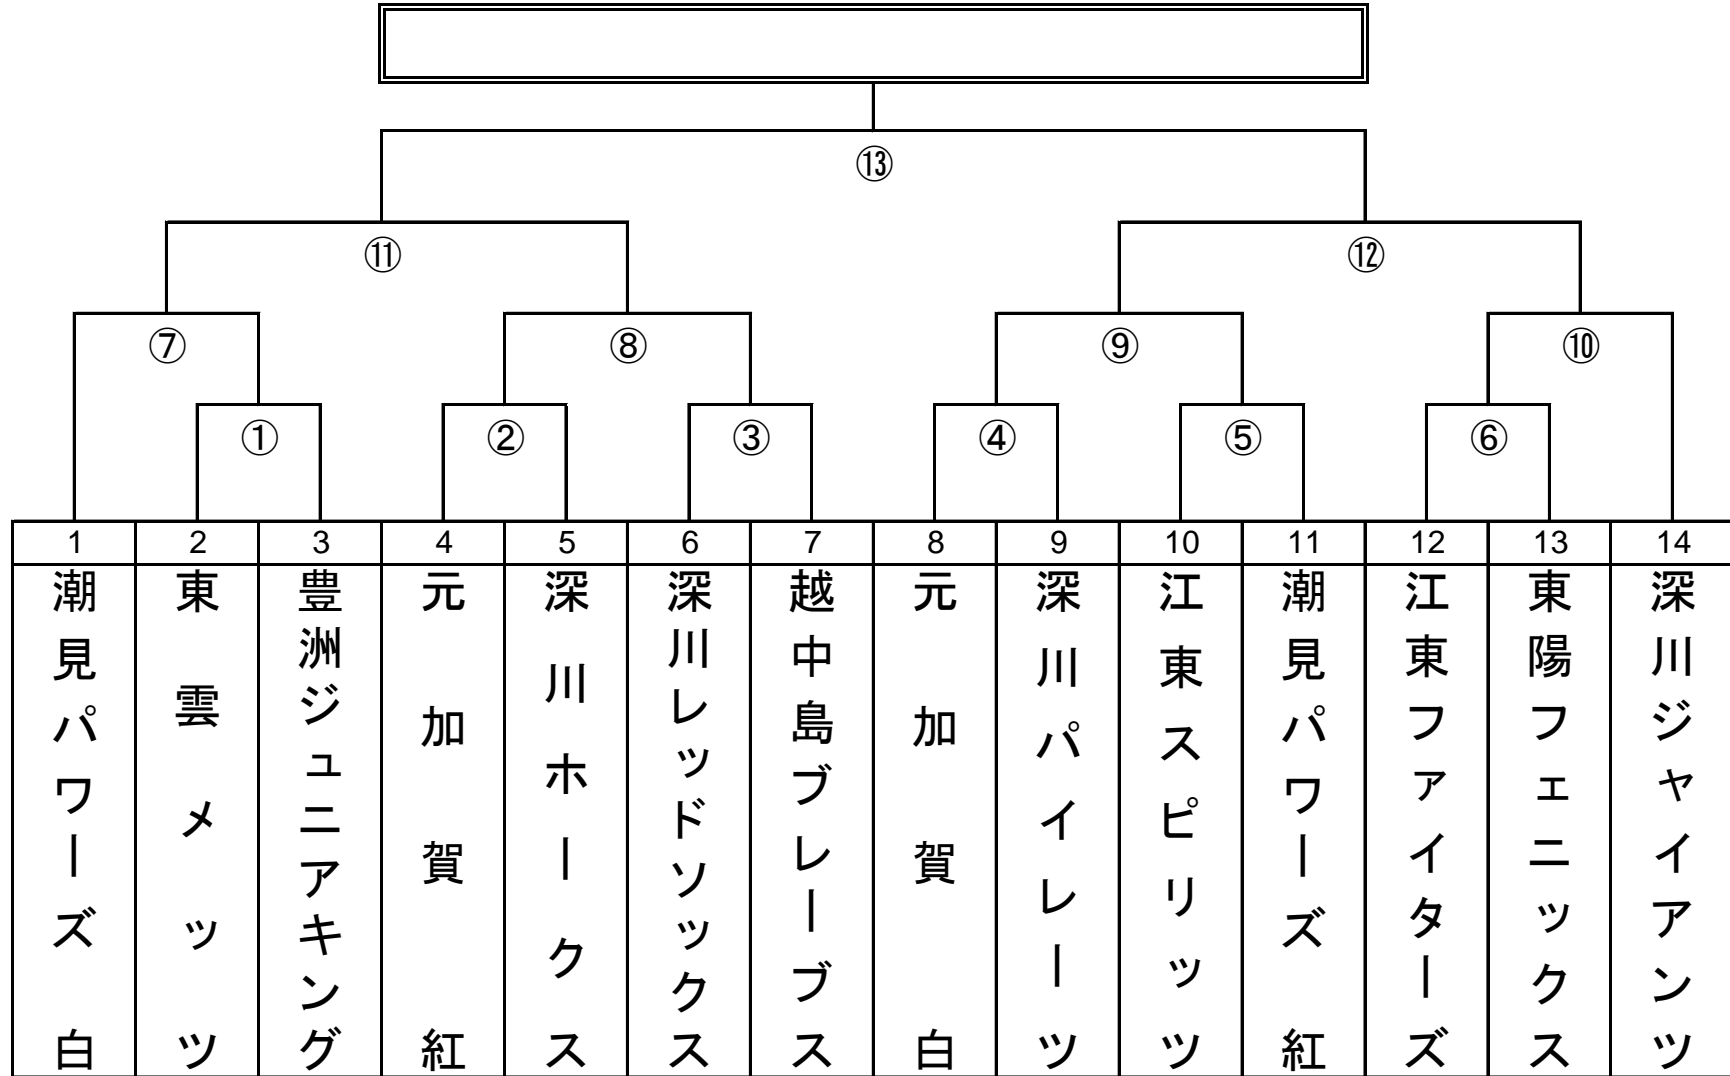 ⑬
⑪ ⑫
⑦ ⑧ ⑨ ⑩
① ② ③ ④ ⑤ ⑥
1 2 3 4 5 6 7 8 9 10 11 12 13 14
潮見パワーズ白
東雲メッツ
豊洲ジュニアキング
元加賀紅
深川ホークス
深川レッドソックス
越中島ブレーブス
元加賀白
深川パイレーツ
江東スピリッツ
潮見パワーズ紅
江東ファイターズ
東陽フェニックス
深川ジャイアンツ